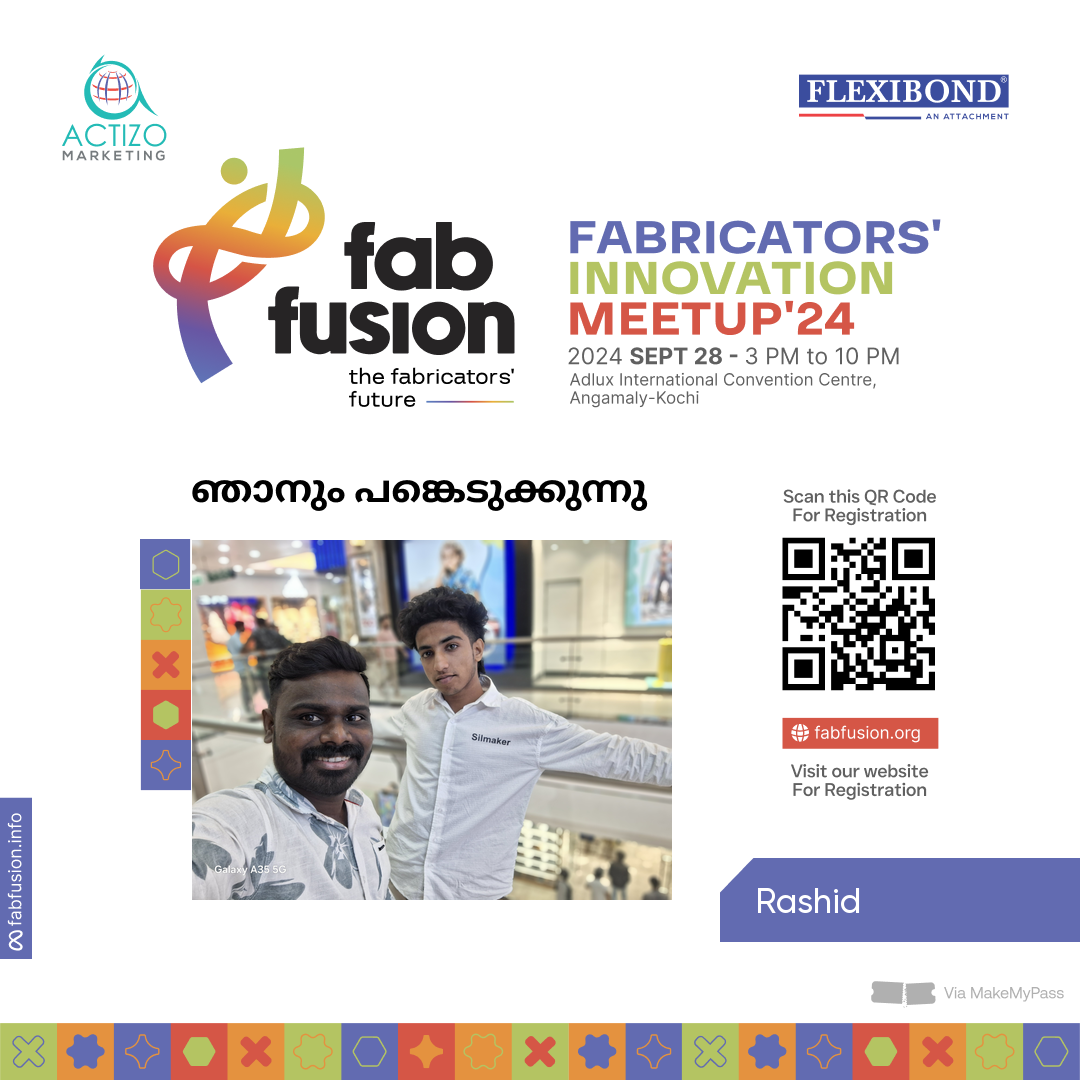 ACTIZO
MARKETING
FLEXIBOND®
AN ATTACHMENT
fab
fusion
the fabricators'
future
FABRICATORS'
INNOVATION
MEETUP'24
2024 SEPT 28 - 3 PM to 10 PM
Adlux International Convention Centre,
Angamaly-Kochi
ഞാനും പങ്കെടുക്കുന്നു
Scan this QR Code
For Registration
Silmaker
Galaxy A35 5G
fabfusion.org
Visit our website
For Registration
fabfusion.info
Rashid
Via MakeMyPass